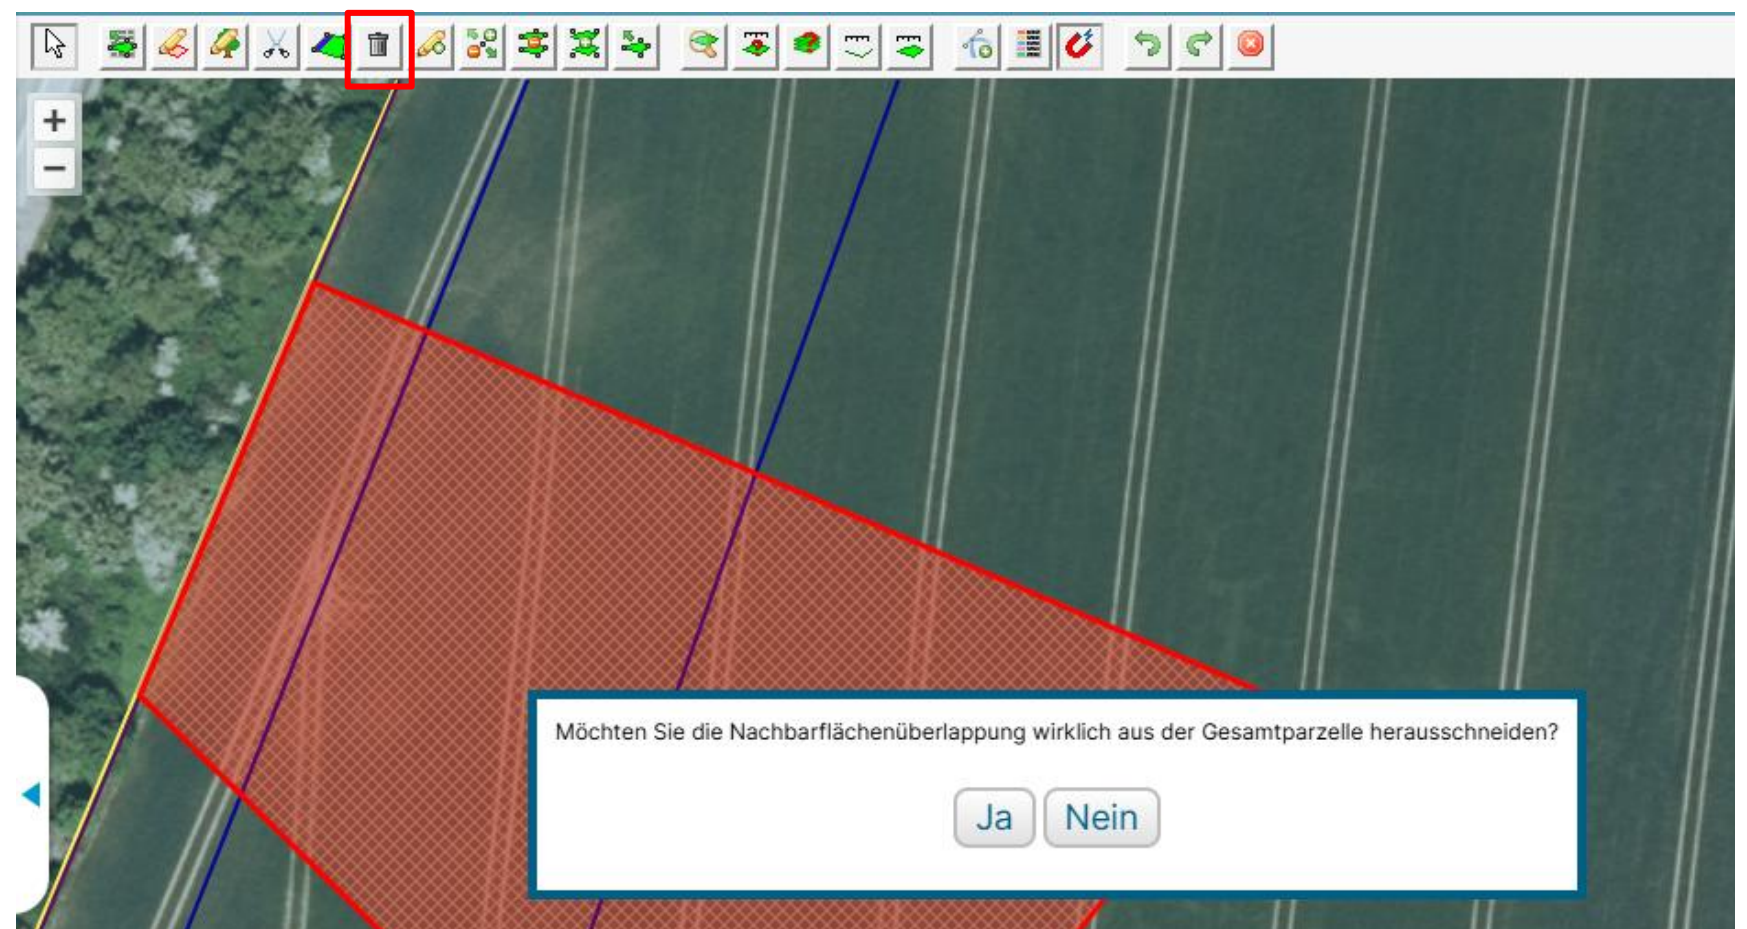 +
−
Möchten Sie die Nachbarflächenüberlappung wirklich aus der Gesamtparzelle herausschneiden?
Ja Nein